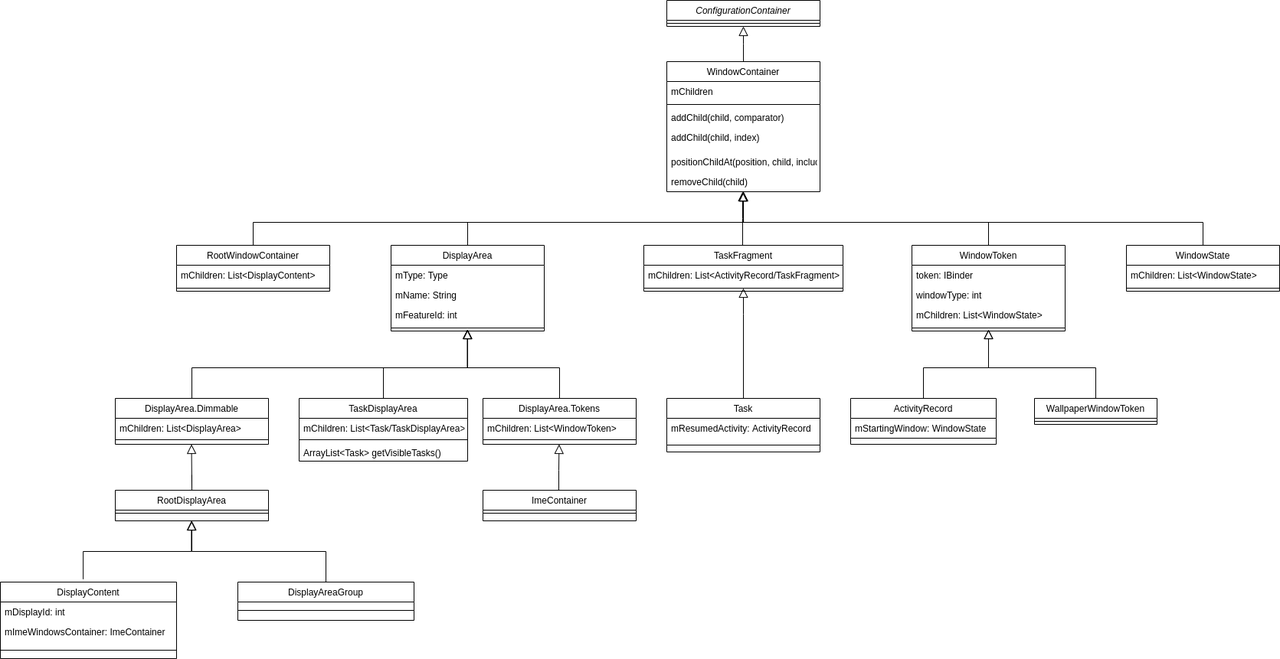 ConfigurationContainer
WindowContainer
mChildren
addChild(child, comparator)
addChild(child, index)
positionChildAt(position, child, inclu
removeChild(child)
RootWindowContainer
mChildren: List<DisplayContent>
DisplayArea
mType: Type
mName: String
mFeatureId: int
TaskFragment
mChildren: List<ActivityRecord/TaskFragment>
WindowToken
token: IBinder
windowType: int
mChildren: List<WindowState>
WindowState
mChildren: List<WindowState>
DisplayArea.Dimmable
mChildren: List<DisplayArea>
TaskDisplayArea
mChildren: List<Task/TaskDisplayArea>
ArrayList<Task> getVisibleTasks()
DisplayArea.Tokens
mChildren: List<WindowToken>
Task
mResumedActivity: ActivityRecord
ActivityRecord
mStartingWindow: WindowState
WallpaperWindowToken
RootDisplayArea
ImeContainer
DisplayContent
mDisplayId: int
mImeWindowsContainer: ImeContainer
DisplayAreaGroup